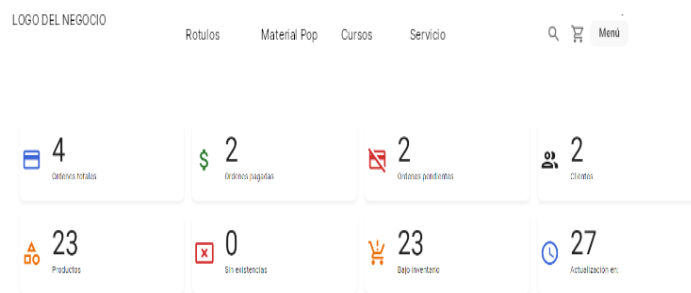 LOGO DEL NEGOCIO
Rotulos Material Pop Cursos Servicio Menú
4 2 2 2
Ordenes totales Ordenes pagadas Ordenes pendientes Clientes
23 0 23 27
Productos Sin existencias Bajo inventario Actualización en: